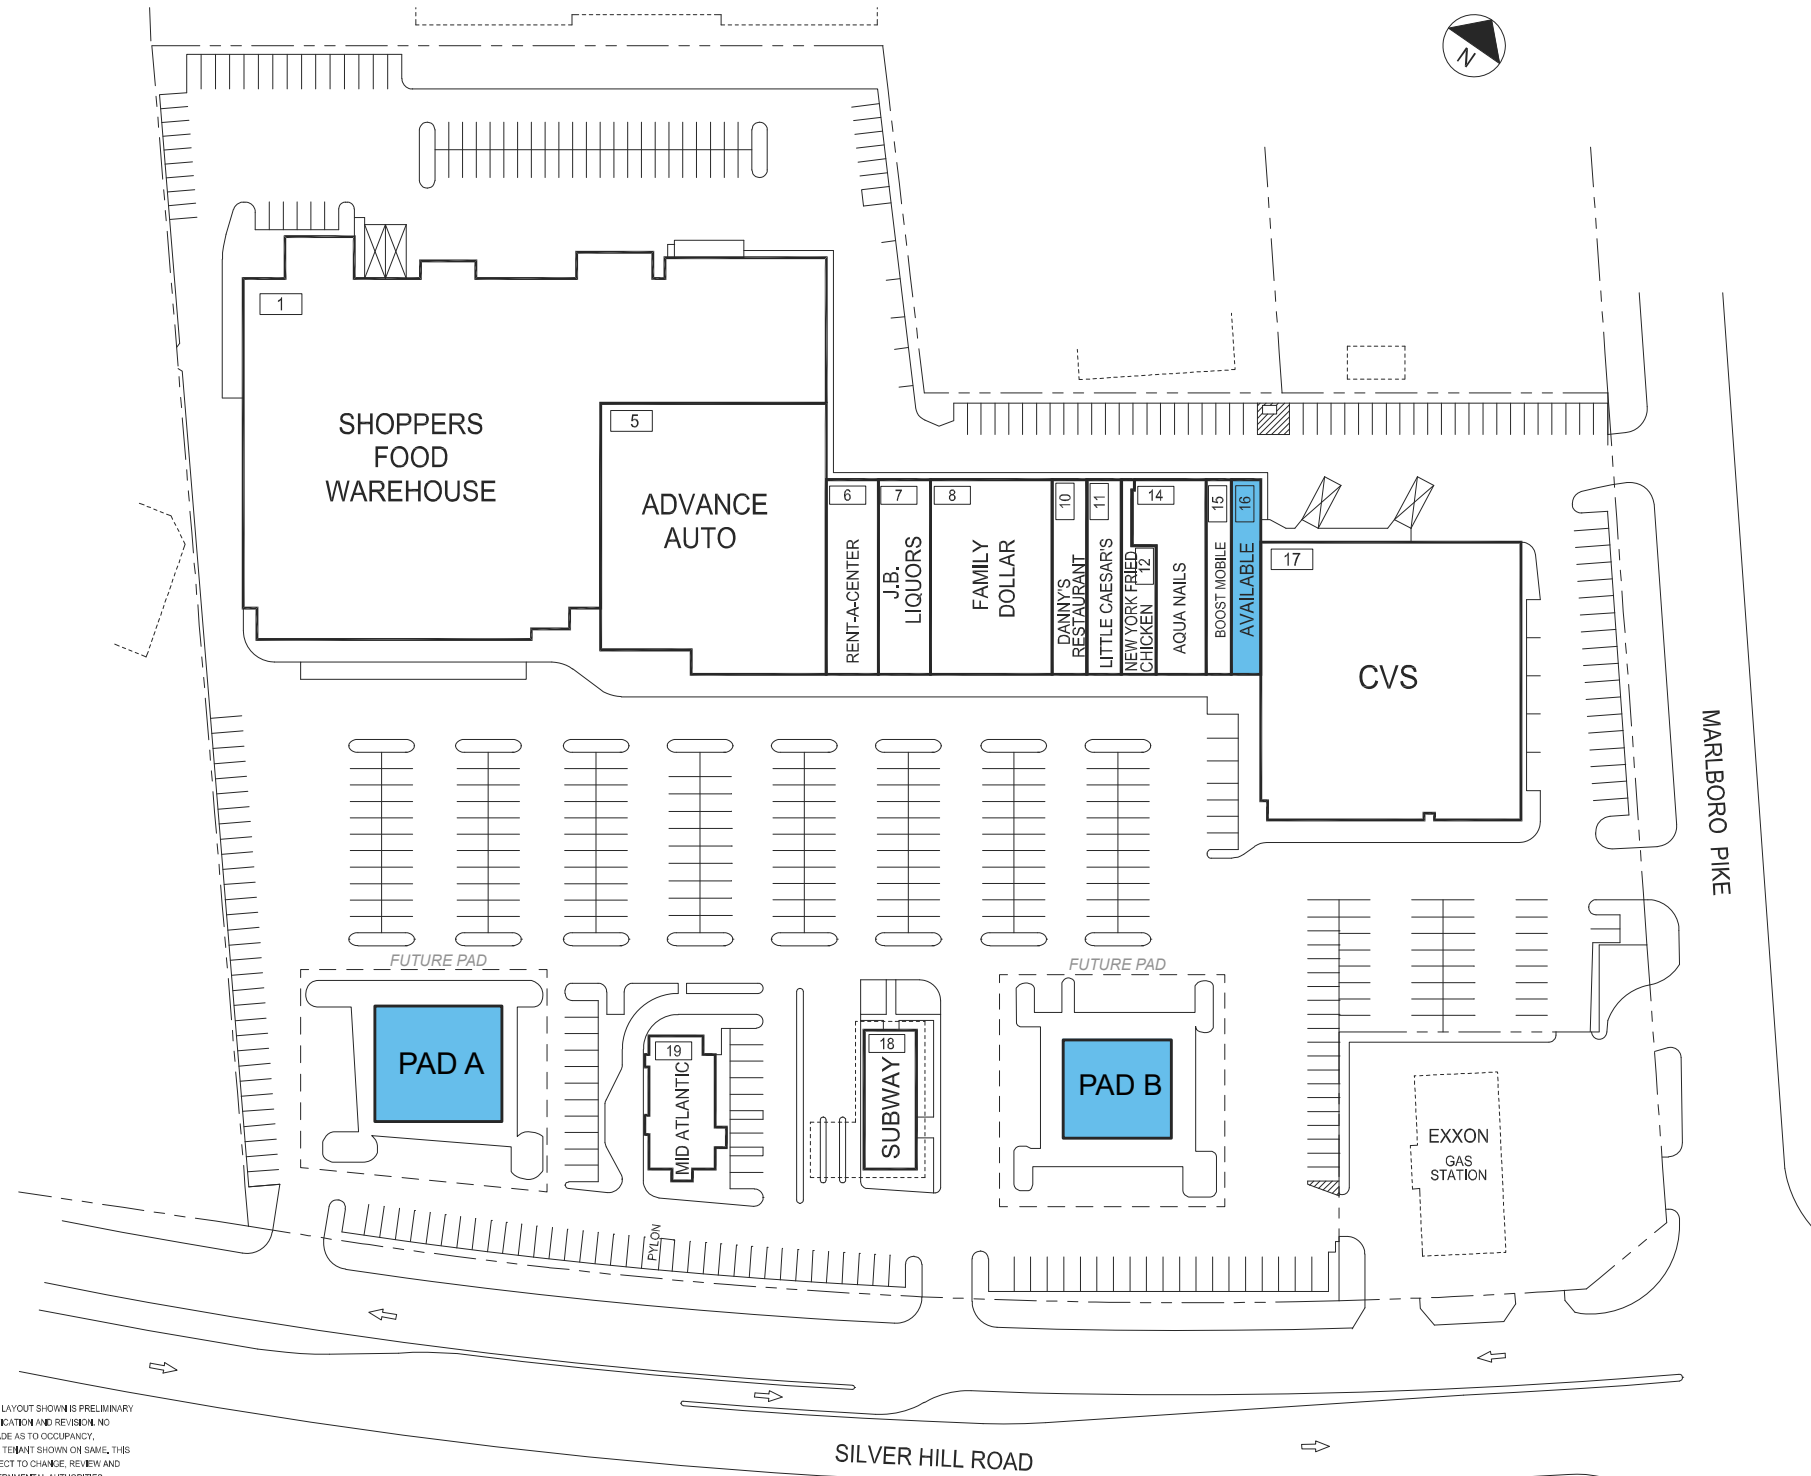 N
1
SHOPPERS
FOOD
WAREHOUSE
5
ADVANCE
AUTO
6
RENT-A-CENTER
7
J.B.
LIQUORS
8
FAMILY
DOLLAR
10
DANNY'S
RESTAURANT
11
LITTLE CAESAR'S
12
NEW YORK FRIED
CHICKEN
14
AQUA NAILS
15
BOOST MOBILE
16
AVAILABLE
17
CVS
MARLBORO PIKE
FUTURE PAD
PAD A
19
MID ATLANTIC
18
SUBWAY
FUTURE PAD
PAD B
EXXON
GAS
STATION
PYLON
SILVER HILL ROAD
LAYOUT SHOWN IS PRELIMINARY
ICATION AND REVISION. NO
ADE AS TO OCCUPANCY,
TENANT SHOWN ON SAME. THIS
ECT TO CHANGE, REVIEW AND